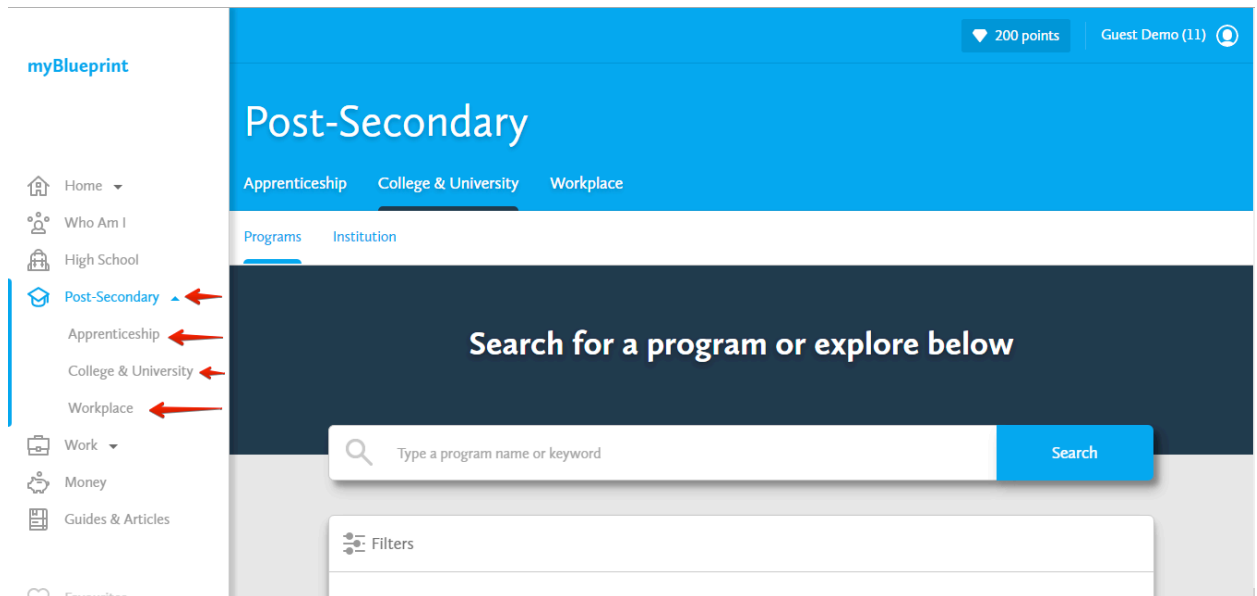 myBlueprint
Home
Who Am I
High School
Post-Secondary
Apprenticeship
College & University
Workplace
Work
Money
Guides & Articles
Favourites
200 points
Guest Demo (11)
Post-Secondary
Apprenticeship College & University Workplace
Programs Institution
Search for a program or explore below
Type a program name or keyword
Search
Filters